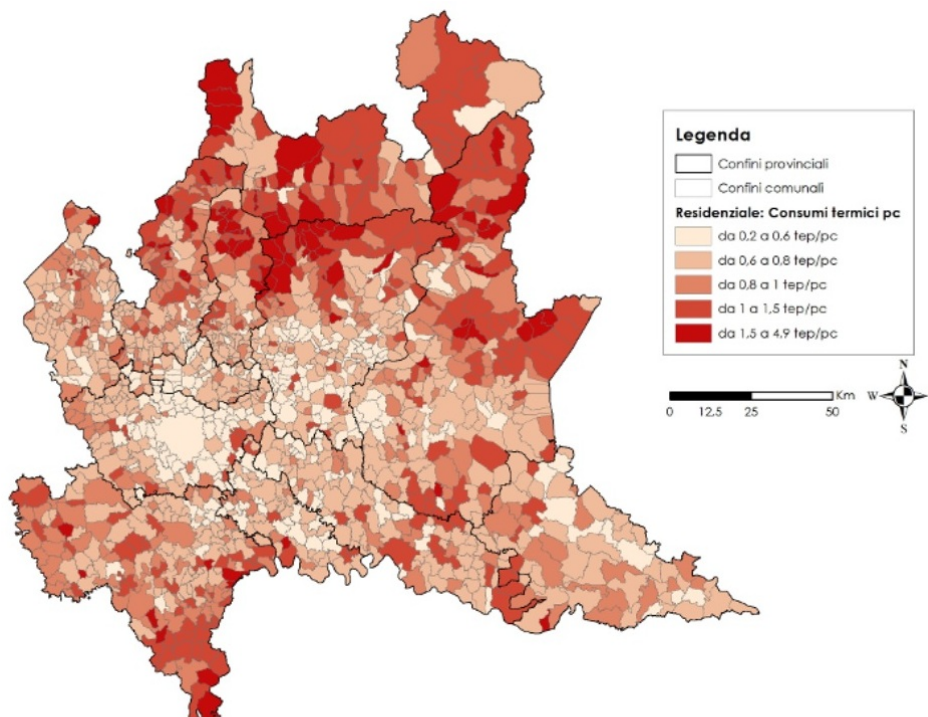 Legenda
Confini provinciali
Confini comunali
Residenziale: Consumi termici pc
da 0,2 a 0,6 tep/pc
da 0,6 a 0,8 tep/pc
da 0,8 a 1 tep/pc
da 1 a 1,5 tep/pc
da 1,5 a 4,9 tep/pc
N
Km W E
0 12.5 25 50
S